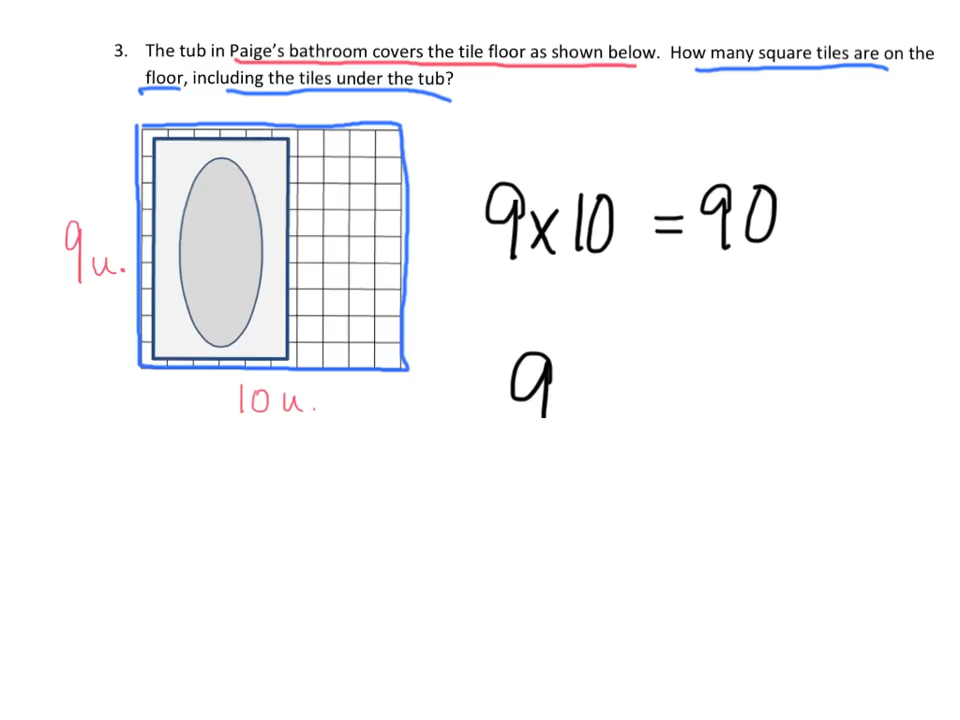 3. The tub in Paige's bathroom covers the tile floor as shown below. How many square tiles are on the
floor, including the tiles under the tub?
9 x 10 = 90
9 u.
9
10 u.